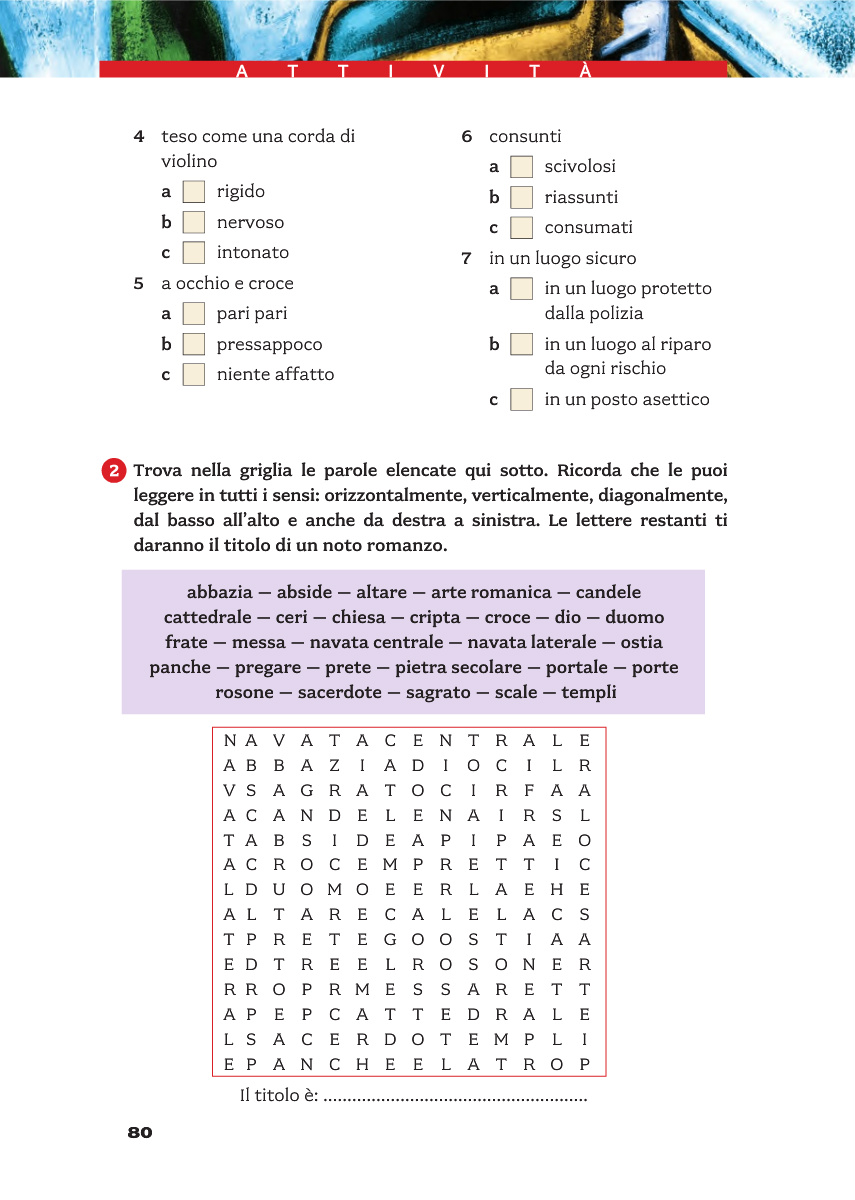 ATTIVITÀ
4 teso come una corda di
violino
a rigido
b nervoso
c intonato
5 a occhio e croce
a pari pari
b pressappoco
c niente affatto
6 consunti
a scivolosi
b riassunti
c consumati
7 in un luogo sicuro
a in un luogo protetto
dalla polizia
b in un luogo al riparo
da ogni rischio
c in un posto asettico
2 Trova nella griglia le parole elencate qui sotto. Ricorda che le puoi
leggere in tutti i sensi: orizzontalmente, verticalmente, diagonalmente,
dal basso all'alto e anche da destra a sinistra. Le lettere restanti ti
daranno il titolo di un noto romanzo.
abbazia – abside – altare – arte romanica – candele
cattedrale – ceri – chiesa – cripta – croce – dio – duomo
frate – messa – navata centrale – navata laterale – ostia
panche – pregare – prete – pietra secolare – portale – porte
rosone – sacerdote – sagrato – scale – templi
N A V A T A C E N T R A L E
A B B A Z I A D I O C I L R
V S A G R A T O C I R F A A
A C A N D E L E N A I R S L
T A B S I D E A P I P A E O
A C R O C E M P R E T T I C
L D U O M O E E R L A E H E
A L T A R E C A L E L A C S
T P R E T E G O O S T I A A
E D T R E E L R O S O N E R
R R O P R M E S S A R E T T
A P E P C A T T E D R A L E
L S A C E R D O T E M P L I
E P A N C H E E L A T R O P
Il titolo è: .......................................................
80